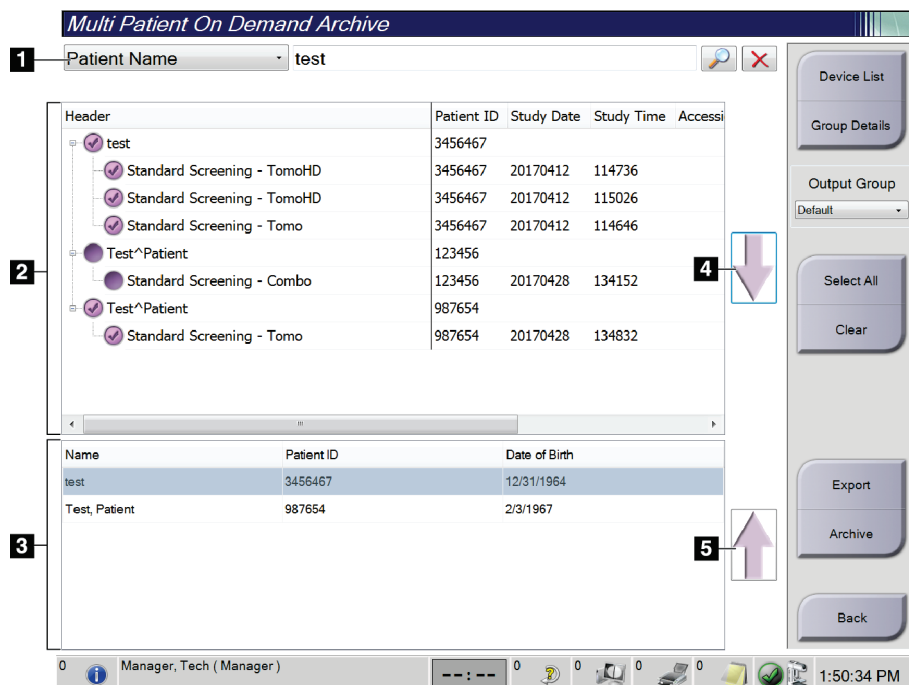 Multi Patient On Demand Archive
1
Patient Name
test
Device List
Group Details
Output Group
Default
Select All
Clear
Export
Archive
Back
2
Header Patient ID Study Date Study Time Accessi
test 3456467
Standard Screening - TomoHD 3456467 20170412 114736
Standard Screening - TomoHD 3456467 20170412 115026
Standard Screening - Tomo 3456467 20170412 114646
Test^Patient 123456
Standard Screening - Combo 123456 20170428 134152
Test^Patient 987654
Standard Screening - Tomo 987654 20170428 134832
4
3
Name Patient ID Date of Birth
test 3456467 12/31/1964
Test, Patient 987654 2/3/1967
5
0 Manager, Tech ( Manager ) --:-- 0 0 0 0 1:50:34 PM